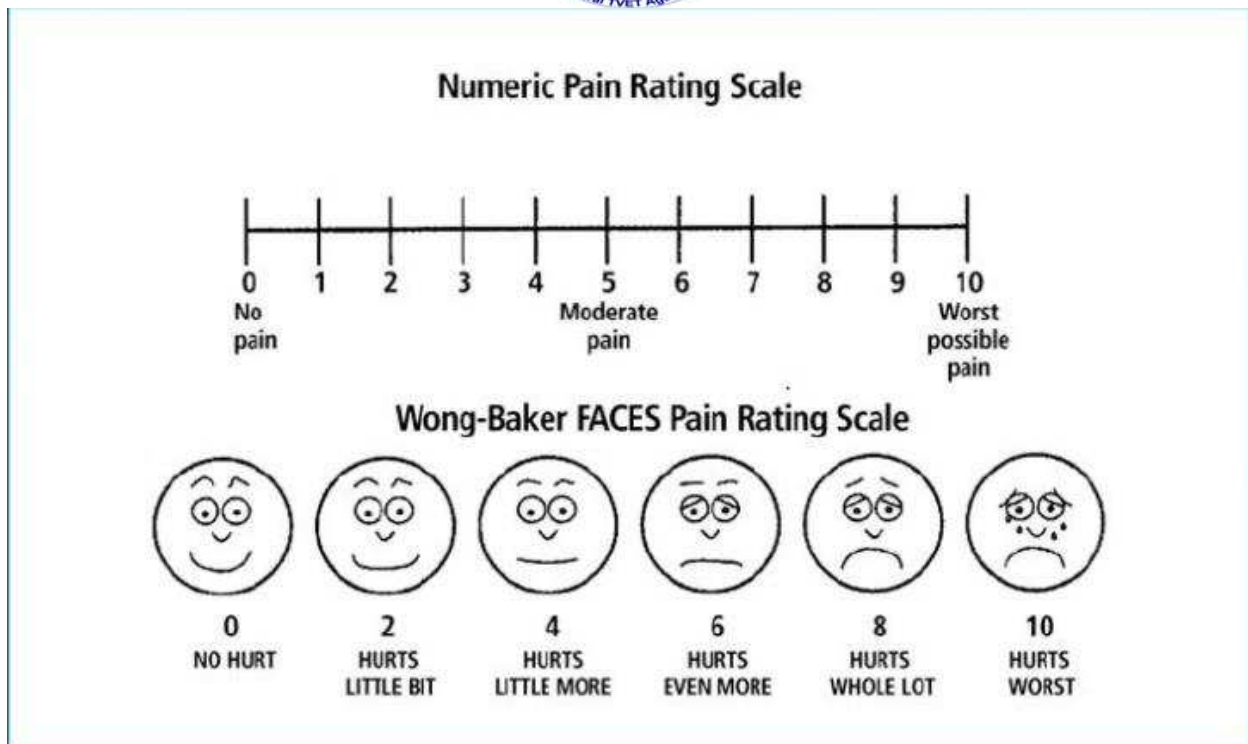 TVET Ag
Numeric Pain Rating Scale
0 1 2 3 4 5 6 7 8 9 10
No pain
Moderate pain
Worst possible pain
Wong-Baker FACES Pain Rating Scale
0 2 4 6 8 10
NO HURT
HURTS LITTLE BIT
HURTS LITTLE MORE
HURTS EVEN MORE
HURTS WHOLE LOT
HURTS WORST